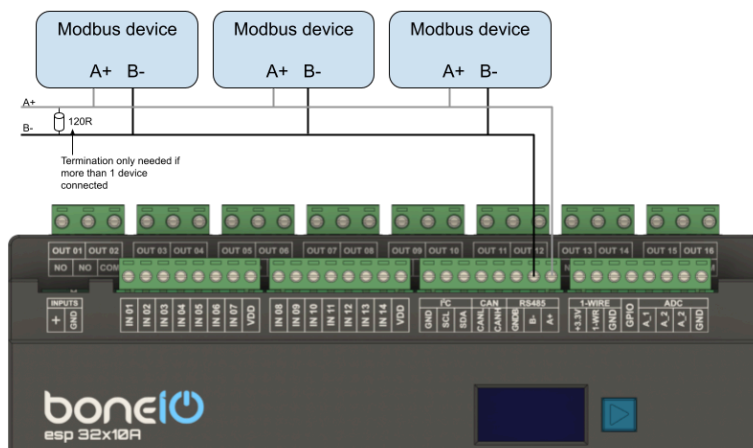 Modbus device Modbus device Modbus device
A+ B- A+ B- A+ B-
A+
120R
B-
Termination only needed if
more than 1 device
connected
OUT 01 OUT 02 OUT 03 OUT 04 OUT 05 OUT 06 OUT 07 OUT 08 OUT 09 OUT 10 OUT 11 OUT 12 OUT 13 OUT 14 OUT 15 OUT 16
NO NO COM
INPUTS I²C CAN RS485 1-WIRE ADC
+ GND IN 01 IN 02 IN 03 IN 04 IN 05 IN 06 IN 07 VDD IN 08 IN 09 IN 10 IN 11 IN 12 IN 13 IN 14 VDD GND SCL SDA CANL CANH GNDB B- A+ +3.3V 1-WR GND GPIO A_1 A_2 A_2 GND
boneIO
esp 32x10A